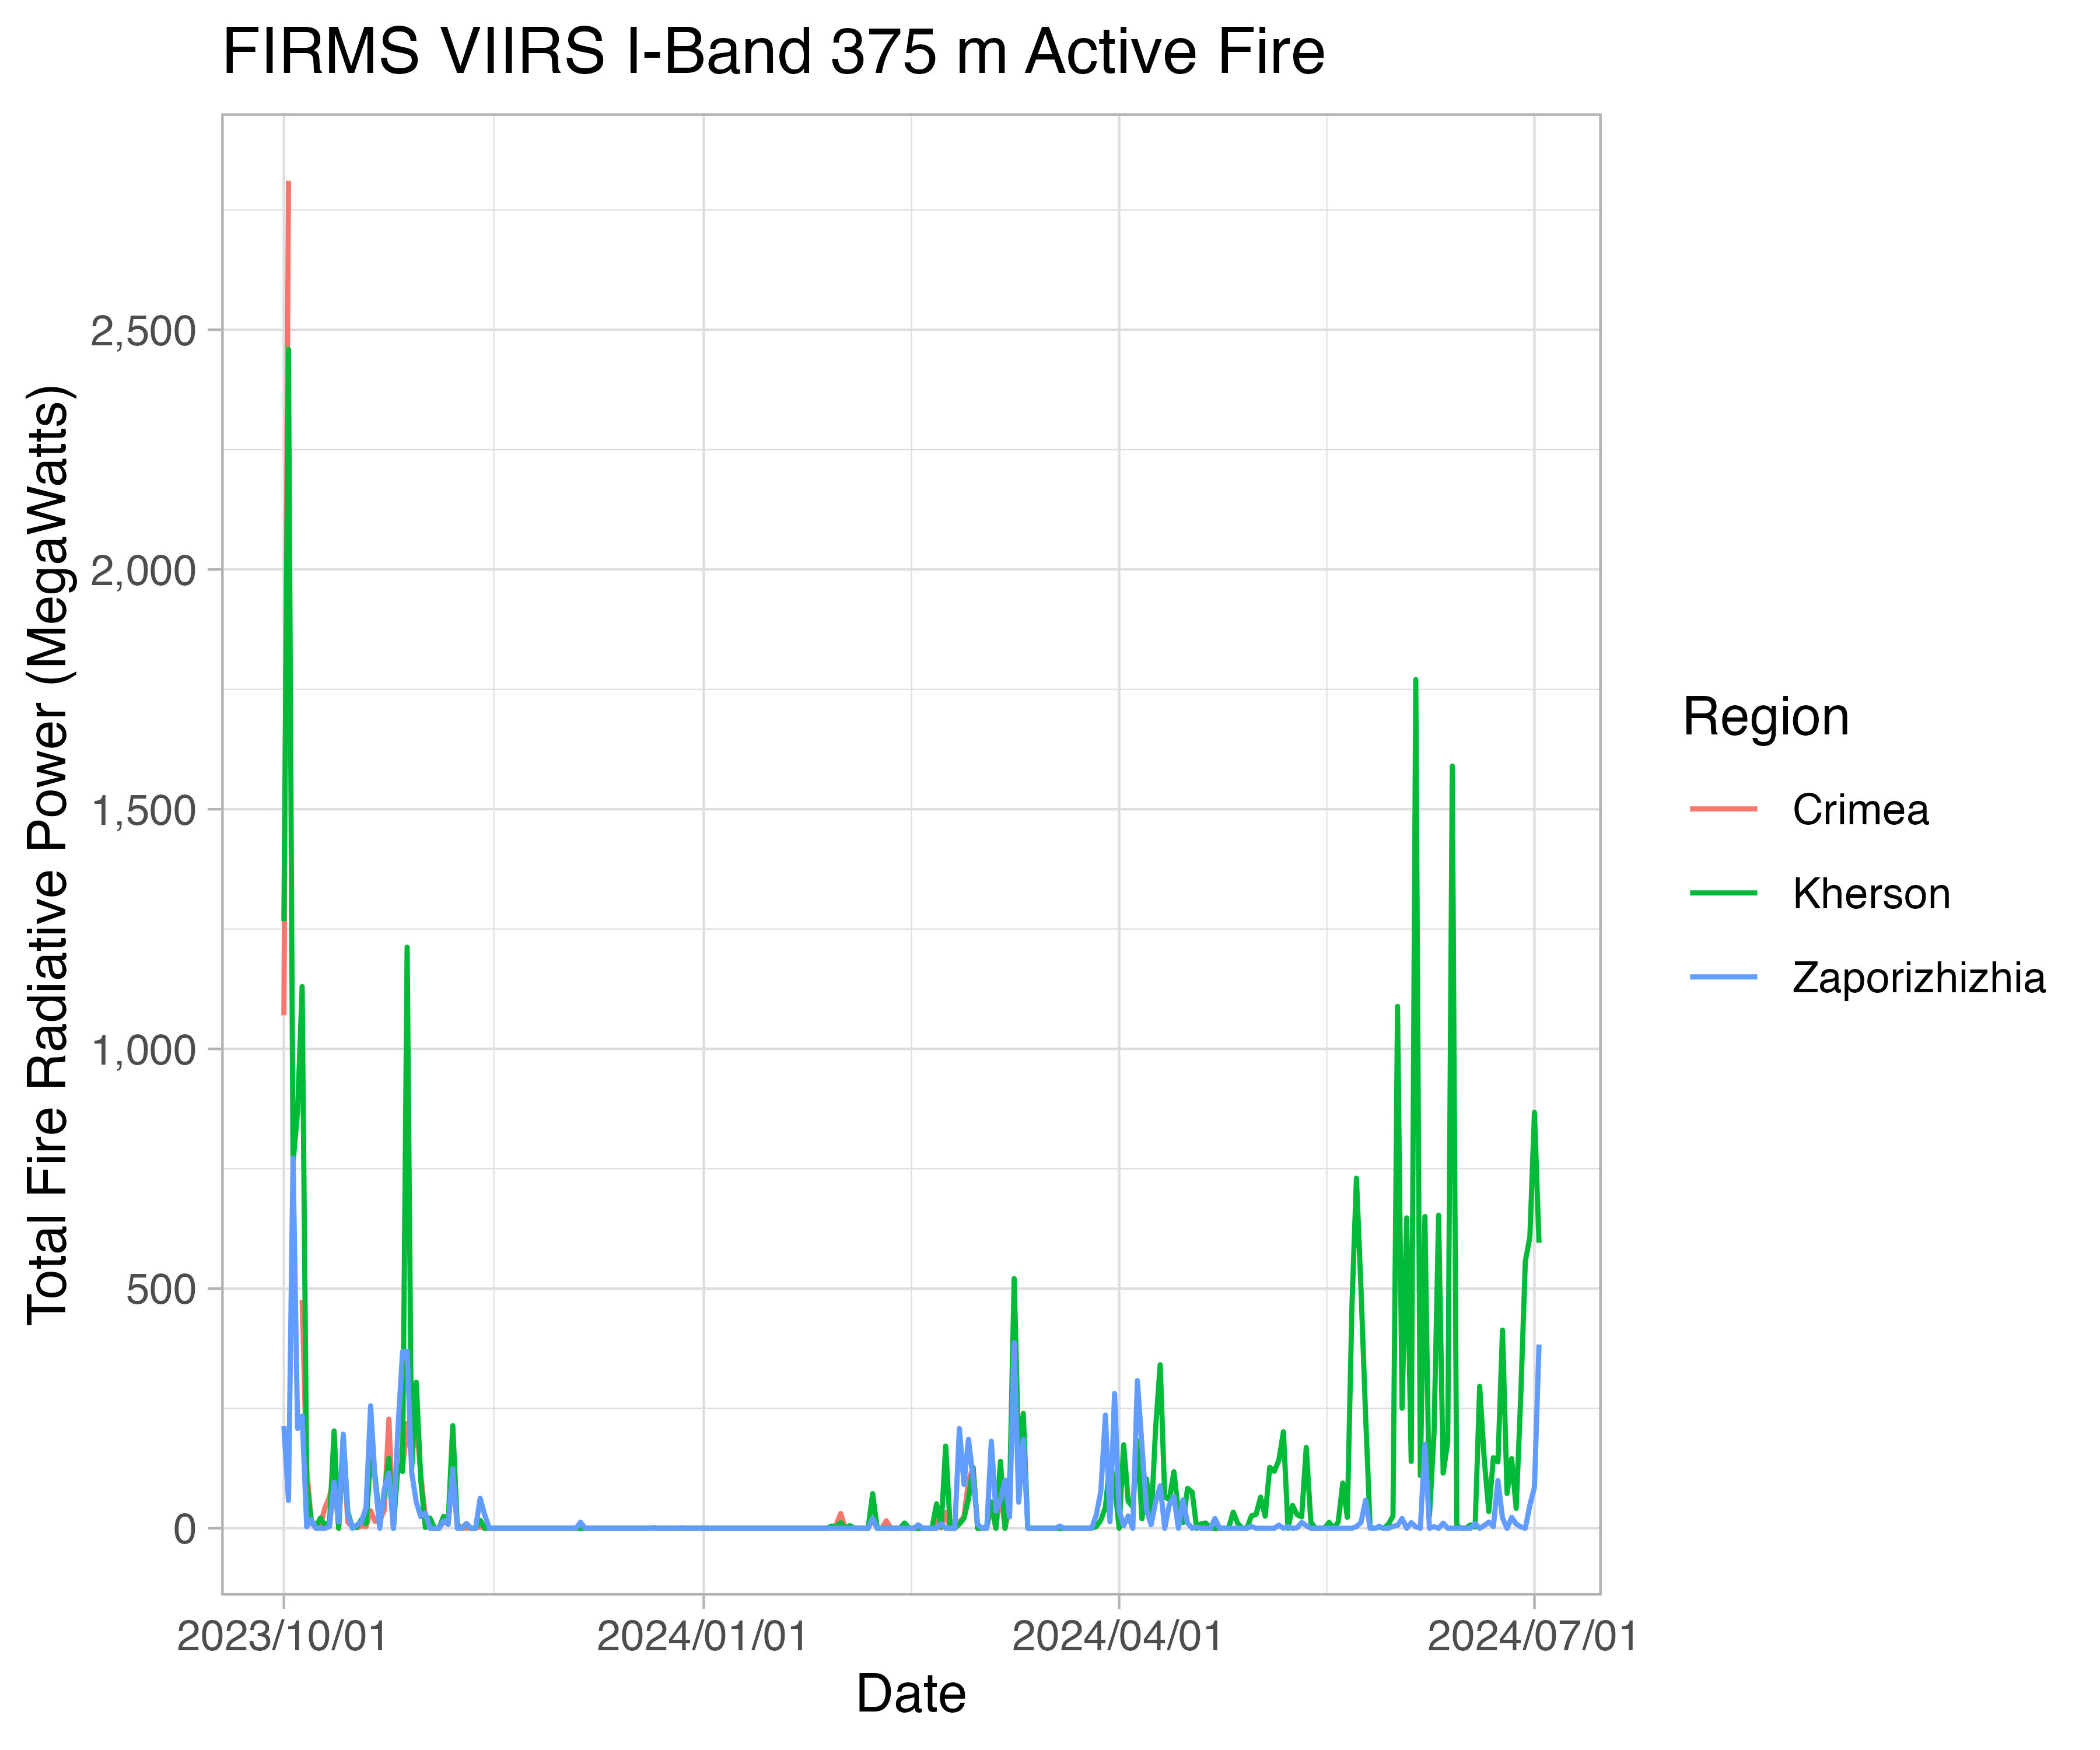 FIRMS VIIRS I-Band 375 m Active Fire
Total Fire Radiative Power (MegaWatts)
2,500
2,000
1,500
1,000
500
0
2023/10/01 2024/01/01 2024/04/01 2024/07/01
Date
Region
Crimea
Kherson
Zaporizhizhia